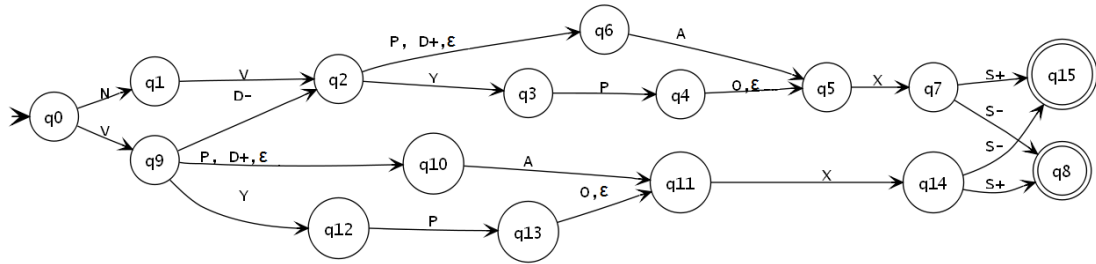 q6
P, D+,ε
A
q15
q1
V
q2
Y
q3
P
q4
O,ε
q5
X
q7
S+
N
D-
q0
S-
V
q9
P, D+,ε
q10
A
S-
O,ε
q11
X
q14
S+
q8
Y
q12
P
q13